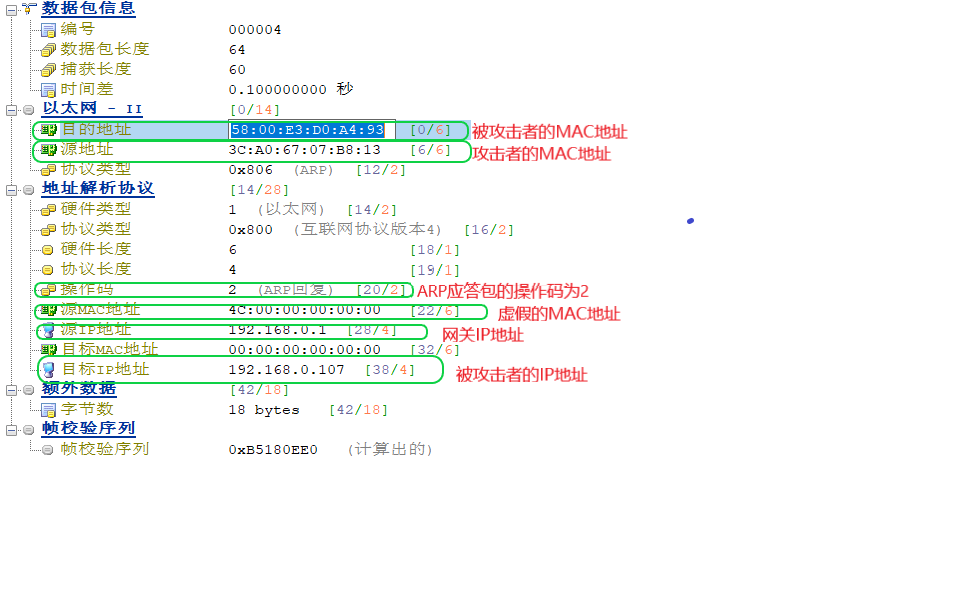 数据包信息
编号 000004
数据包长度 64
捕获长度 60
时间差 0.100000000 秒
以太网 - II [0/14]
目的地址 58:00:E3:D0:A4:93 [0/6] 被攻击者的MAC地址
源地址 3C:A0:67:07:B8:13 [6/6] 攻击者的MAC地址
协议类型 0x806 (ARP) [12/2]
地址解析协议 [14/28]
硬件类型 1 (以太网) [14/2]
协议类型 0x800 (互联网协议版本4) [16/2]
硬件长度 6 [18/1]
协议长度 4 [19/1]
操作码 2 (ARP回复) [20/2] ARP应答包的操作码为2
源MAC地址 4C:00:00:00:00:00 [22/6] 虚假的MAC地址
源IP地址 192.168.0.1 [28/4] 网关IP地址
目标MAC地址 00:00:00:00:00:00 [32/6]
目标IP地址 192.168.0.107 [38/4] 被攻击者的IP地址
额外数据 [42/18]
字节数 18 bytes [42/18]
帧校验序列
帧校验序列 0xB5180EE0 (计算出的)